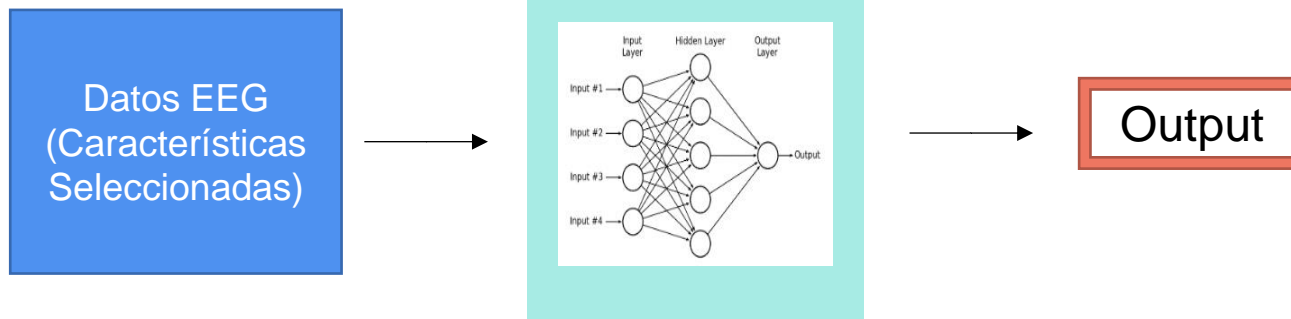 Datos EEG
(Características
Seleccionadas)
Input
Layer
Hidden Layer
Output
Layer
Input #1
Input #2
Input #3
Input #4
Output
Output